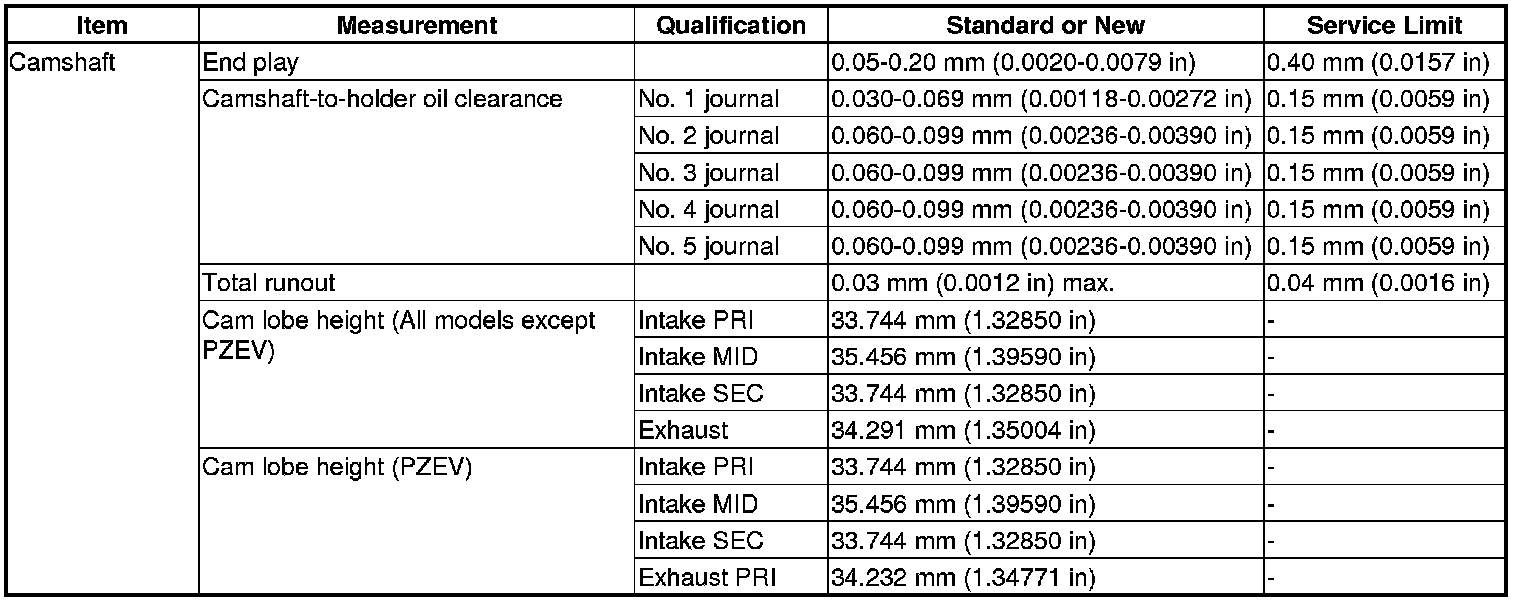 Item Measurement Qualification Standard or New Service Limit
Camshaft End play 0.05-0.20 mm (0.0020-0.0079 in) 0.40 mm (0.0157 in)
Camshaft-to-holder oil clearance No. 1 journal 0.030-0.069 mm (0.00118-0.00272 in) 0.15 mm (0.0059 in)
No. 2 journal 0.060-0.099 mm (0.00236-0.00390 in) 0.15 mm (0.0059 in)
No. 3 journal 0.060-0.099 mm (0.00236-0.00390 in) 0.15 mm (0.0059 in)
No. 4 journal 0.060-0.099 mm (0.00236-0.00390 in) 0.15 mm (0.0059 in)
No. 5 journal 0.060-0.099 mm (0.00236-0.00390 in) 0.15 mm (0.0059 in)
Total runout 0.03 mm (0.0012 in) max. 0.04 mm (0.0016 in)
Cam lobe height (All models except Intake PRI 33.744 mm (1.32850 in) -
PZEV) Intake MID 35.456 mm (1.39590 in) -
Intake SEC 33.744 mm (1.32850 in) -
Exhaust 34.291 mm (1.35004 in) -
Cam lobe height (PZEV) Intake PRI 33.744 mm (1.32850 in) -
Intake MID 35.456 mm (1.39590 in) -
Intake SEC 33.744 mm (1.32850 in) -
Exhaust PRI 34.232 mm (1.34771 in) -